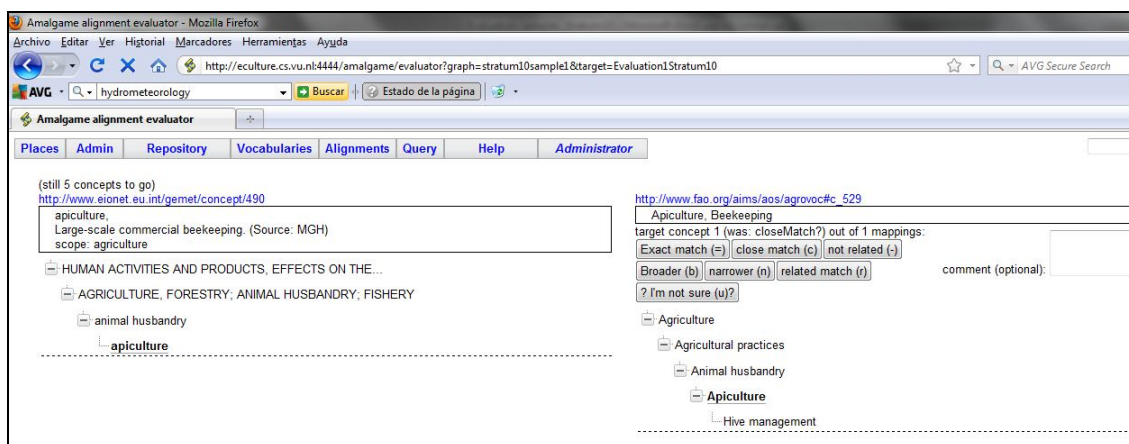 Amalgame alignment evaluator - Mozilla Firefox
Archivo Editar Ver Historial Marcadores Herramientas Ayuda
http://eculture.cs.vu.nl:4444/amalgame/evaluator?graph=stratum10sample1&target=Evaluation1Stratum10 AVG Secure Search
AVG hydrometeorology Buscar Estado de la página
Amalgame alignment evaluator
Places Admin Repository Vocabularies Alignments Query Help Administrator
(still 5 concepts to go)
http://www.eionet.eu.int/gemet/concept/490
apiculture,
Large-scale commercial beekeeping. (Source: MGH)
scope: agriculture
HUMAN ACTIVITIES AND PRODUCTS, EFFECTS ON THE...
AGRICULTURE, FORESTRY; ANIMAL HUSBANDRY; FISHERY
animal husbandry
apiculture
http://www.fao.org/aims/aos/agrovoc#c_529
Apiculture, Beekeeping
target concept 1 (was: closeMatch?) out of 1 mappings:
Exact match (=) close match (c) not related (-)
Broader (b) narrower (n) related match (r) comment (optional):
? I'm not sure (u)?
Agriculture
Agricultural practices
Animal husbandry
Apiculture
Hive management